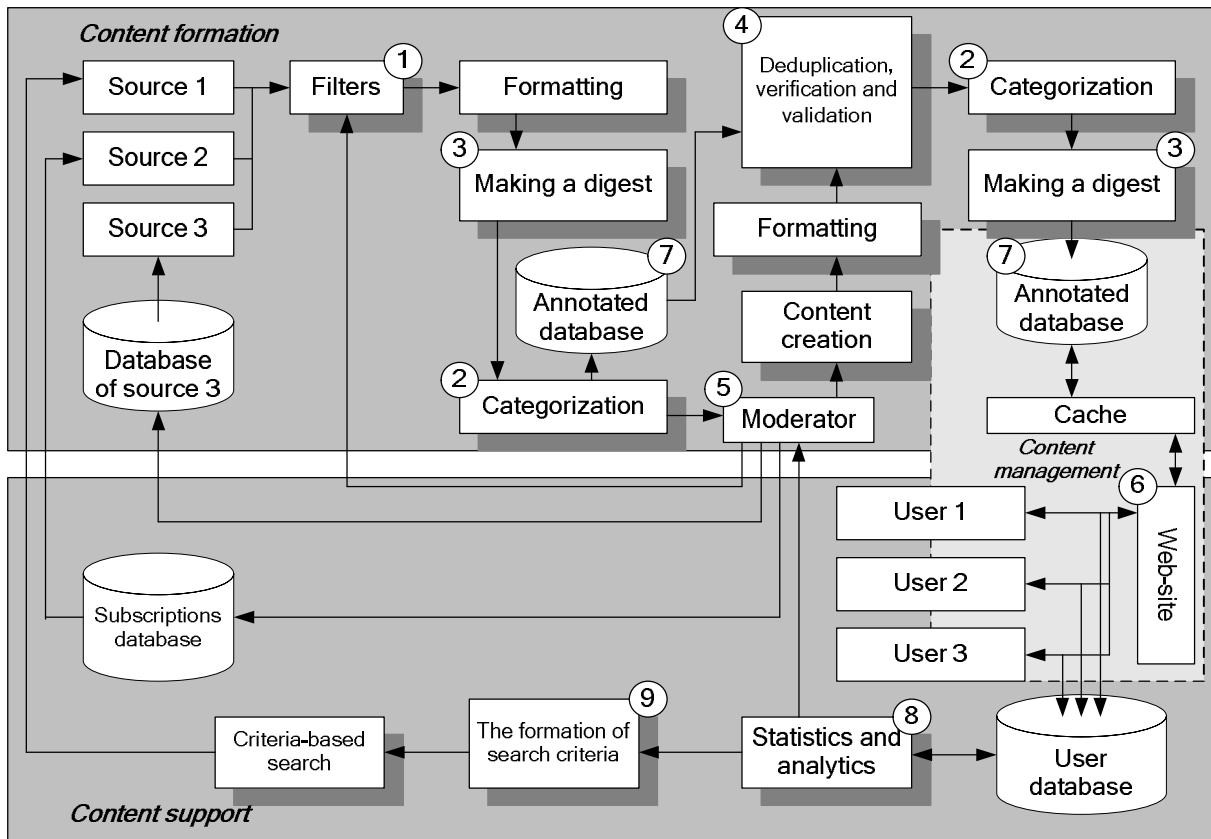 Content formation
Source 1
Source 2
Source 3
Database
of source 3
1
Filters
Formatting
3
Making a digest
7
Annotated
database
2
Categorization
4
Deduplication,
verification and
validation
Formatting
Content
creation
5
Moderator
2
Categorization
3
Making a digest
7
Annotated
database
Cache
Content
management
6
Web-site
User 1
User 2
User 3
Subscriptions
database
Criteria-based
search
9
The formation of
search criteria
8
Statistics and
analytics
User
database
Content support